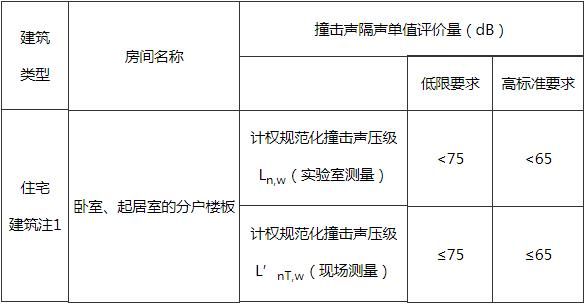 建筑
类型
房间名称
撞击声隔声单值评价量（dB）
低限要求
高标准要求
住宅
建筑注1
卧室、起居室的分户楼板
计权规范化撞击声压级
Ln,w（实验室测量）
<75
<65
计权规范化撞击声压级
L′nT,w（现场测量）
≤75
≤65